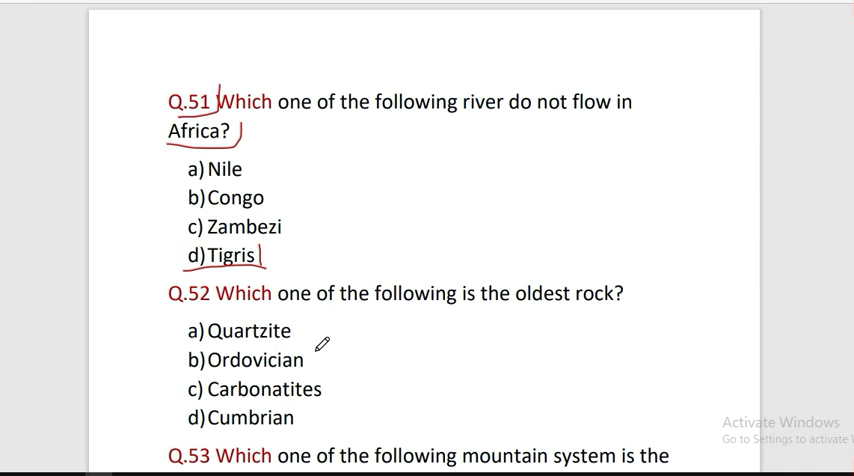 Q.51 Which one of the following river do not flow in
Africa?
a) Nile
b) Congo
c) Zambezi
d) Tigris
Q.52 Which one of the following is the oldest rock?
a) Quartzite
b) Ordovician
c) Carbonatites
d) Cumbrian
Q.53 Which one of the following mountain system is the
Activate Windows
Go to Settings to activate W